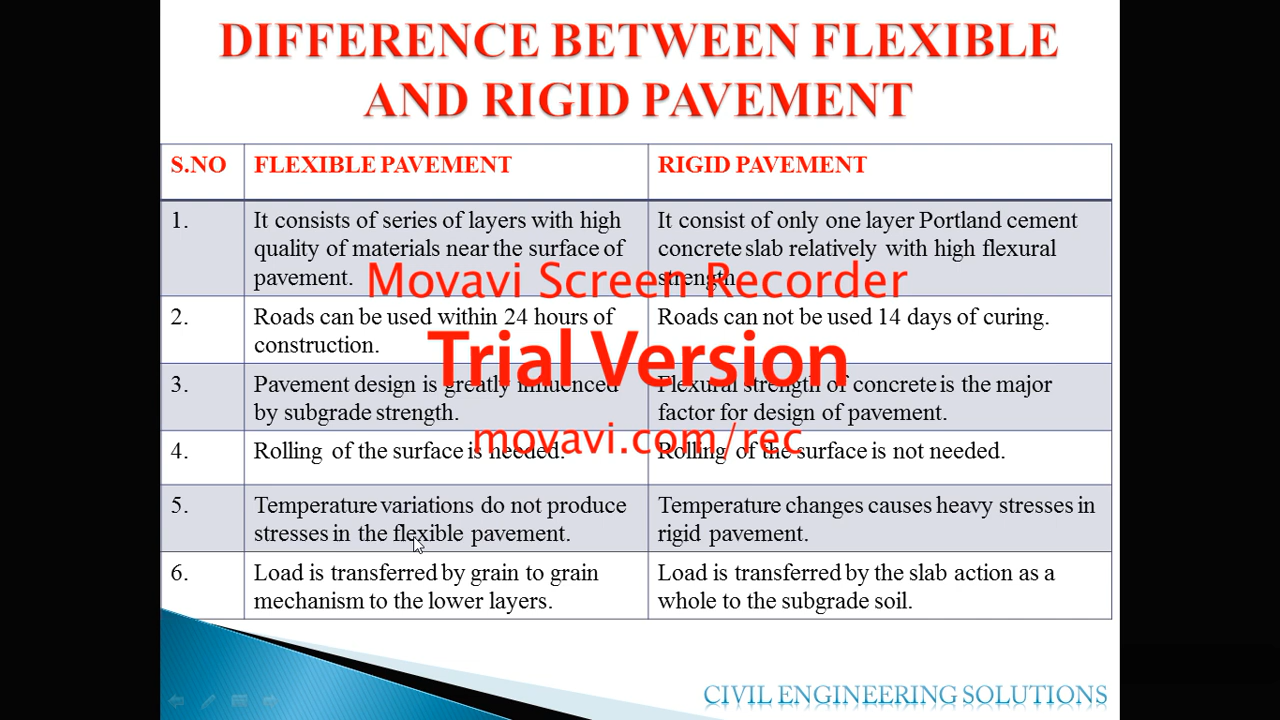 DIFFERENCE BETWEEN FLEXIBLE
AND RIGID PAVEMENT
S.NO FLEXIBLE PAVEMENT RIGID PAVEMENT
1. It consists of series of layers with high
quality of materials near the surface of
pavement.
It consist of only one layer Portland cement
concrete slab relatively with high flexural
strength.
Movavi Screen Recorder
2. Roads can be used within 24 hours of
construction.
Roads can not be used 14 days of curing.
Trial Version
3. Pavement design is greatly influenced
by subgrade strength.
Flexural strength of concrete is the major
factor for design of pavement.
movavi.com/rec
4. Rolling of the surface is needed.
Rolling of the surface is not needed.
5. Temperature variations do not produce
stresses in the flexible pavement.
Temperature changes causes heavy stresses in
rigid pavement.
6. Load is transferred by grain to grain
mechanism to the lower layers.
Load is transferred by the slab action as a
whole to the subgrade soil.
CIVIL ENGINEERING SOLUTIONS